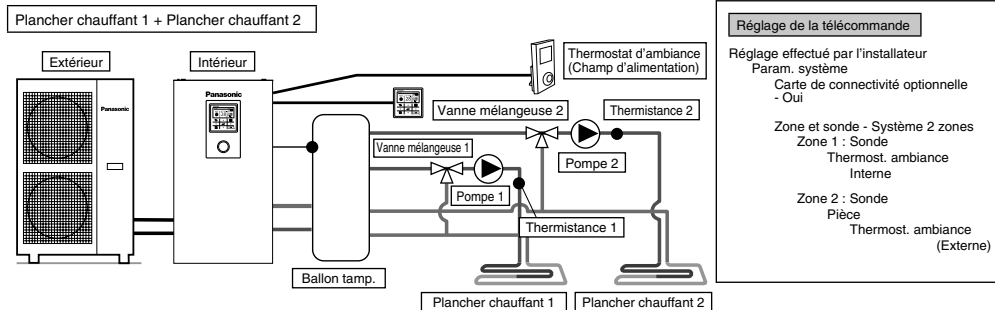 Plancher chauffant 1 + Plancher chauffant 2
Extérieur
Intérieur
Panasonic
Panasonic
Thermostat d'ambiance
(Champ d'alimentation)
Vanne mélangeuse 2
Thermistance 2
Vanne mélangeuse 1
Pompe 2
Pompe 1
Thermistance 1
Ballon tamp.
Plancher chauffant 1
Plancher chauffant 2
Réglage de la télécommande
Réglage effectué par l'installateur
Param. système
Carte de connectivité optionnelle
- Oui
Zone et sonde - Système 2 zones
Zone 1 : Sonde
Thermost. ambiance
Interne
Zone 2 : Sonde
Pièce
Thermost. ambiance
(Externe)